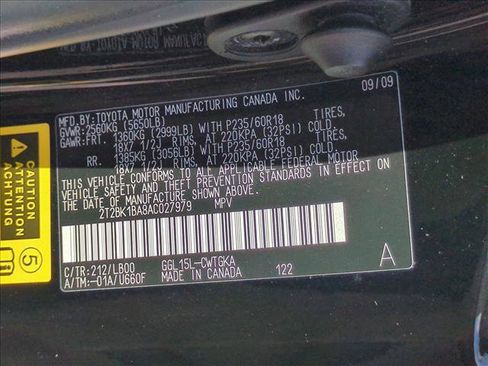 MFD.BY:TOYOTA MOTOR MANUFACTURING CANADA INC. 09/09
GVWR:2560KG (5650LB)
GAWR:FRT. 1360KG (2999LB) WITH P235/60R18
18X7 1/2J RIMS, AT 220KPA (32PSI) COLD.
RR. 1385KG (3056LB) WITH P235/60R18
18X7 1/2J RIMS, AT 220KPA (32PSI) COLD.
THIS VEHICLE CONFORMS TO ALL APPLICABLE FEDERAL MOTOR
VEHICLE SAFETY STANDARDS IN EFFECT ON
THE DATE OF MANUFACTURE SHOWN ABOVE.
2T2BK1BA8AC027979 MPV
C/TR:212/LB00 GGL15L-CWTGKA
A/TM:-01A/U660F MADE IN CANADA 122 A
CAUTION
ATTENTION
ACHTUNG
5